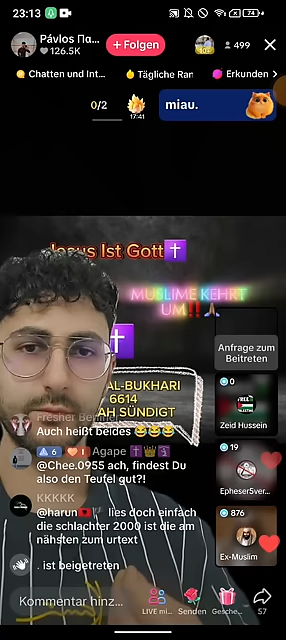 23:13
74
Pávlos Πα...
126.5K
+ Folgen
499
Chatten und Int...
Tägliche Ran
Erkunden >
0/2
17:41
miau.
Jesus Ist Gott✝️
MUSLIME KEHRT
UM‼️🙏🏽
✝️
AL-BUKHARI
6614
AH SÜNDIGT
Anfrage zum
Beitreten
0
FREE
PALESTINE
Zeid Hussein
19
EpheserSver...
876
Ex-Muslim
Auch heißt beides 😂😂😂
6
1
Agape ✝️👑
@Chee.0955 ach, findest Du
also den Teufel gut?!
KKKKK
@harun🇦🇱 lies doch einfach
die schlachter 2000 ist die am
nähsten zum urtext
. ist beigetreten
Kommentar hinz...
LIVE mi...
Senden
Gesche...
57